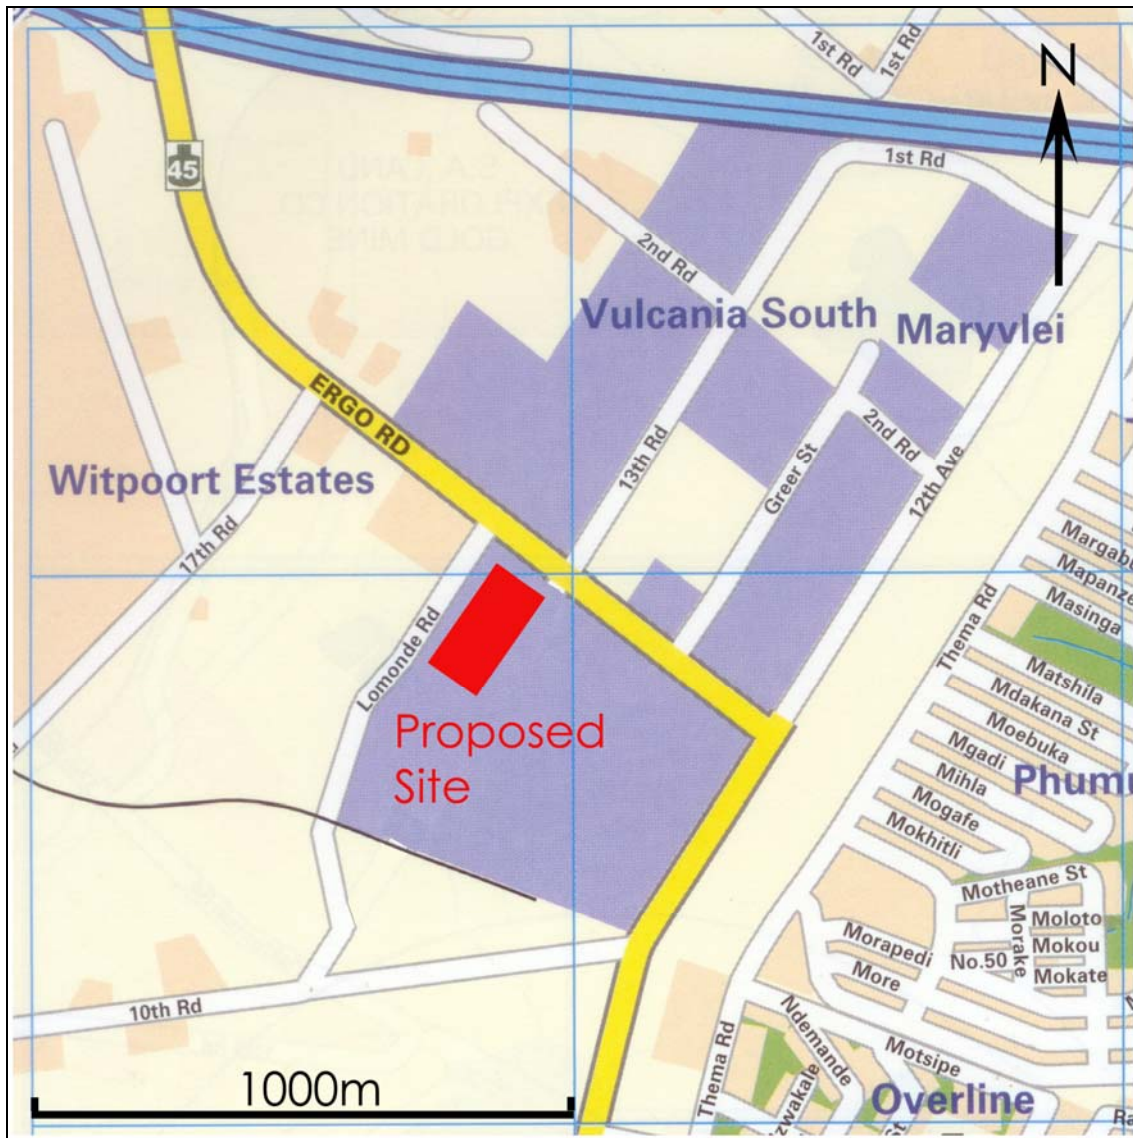 1st Rd
1st Rd
N
45
1st Rd
2nd Rd
Vulcania South
Maryvlei
ERGO RD
Witpoort Estates
13th Rd
Greer St
2nd Rd
12th Ave
17th Rd
Lomonde Rd
Thema Rd
Masinga
Matshila
Mdakana St
Moebuka
Mgadi
Mihla
Mogafe
Mokhitli
Proposed
Site
Motheane St
Morake
Moloto
Mokou
Mokate
No.50
Morapedi
More
10th Rd
Ndemande
Motsipe
Thema Rd
Overline
1000m